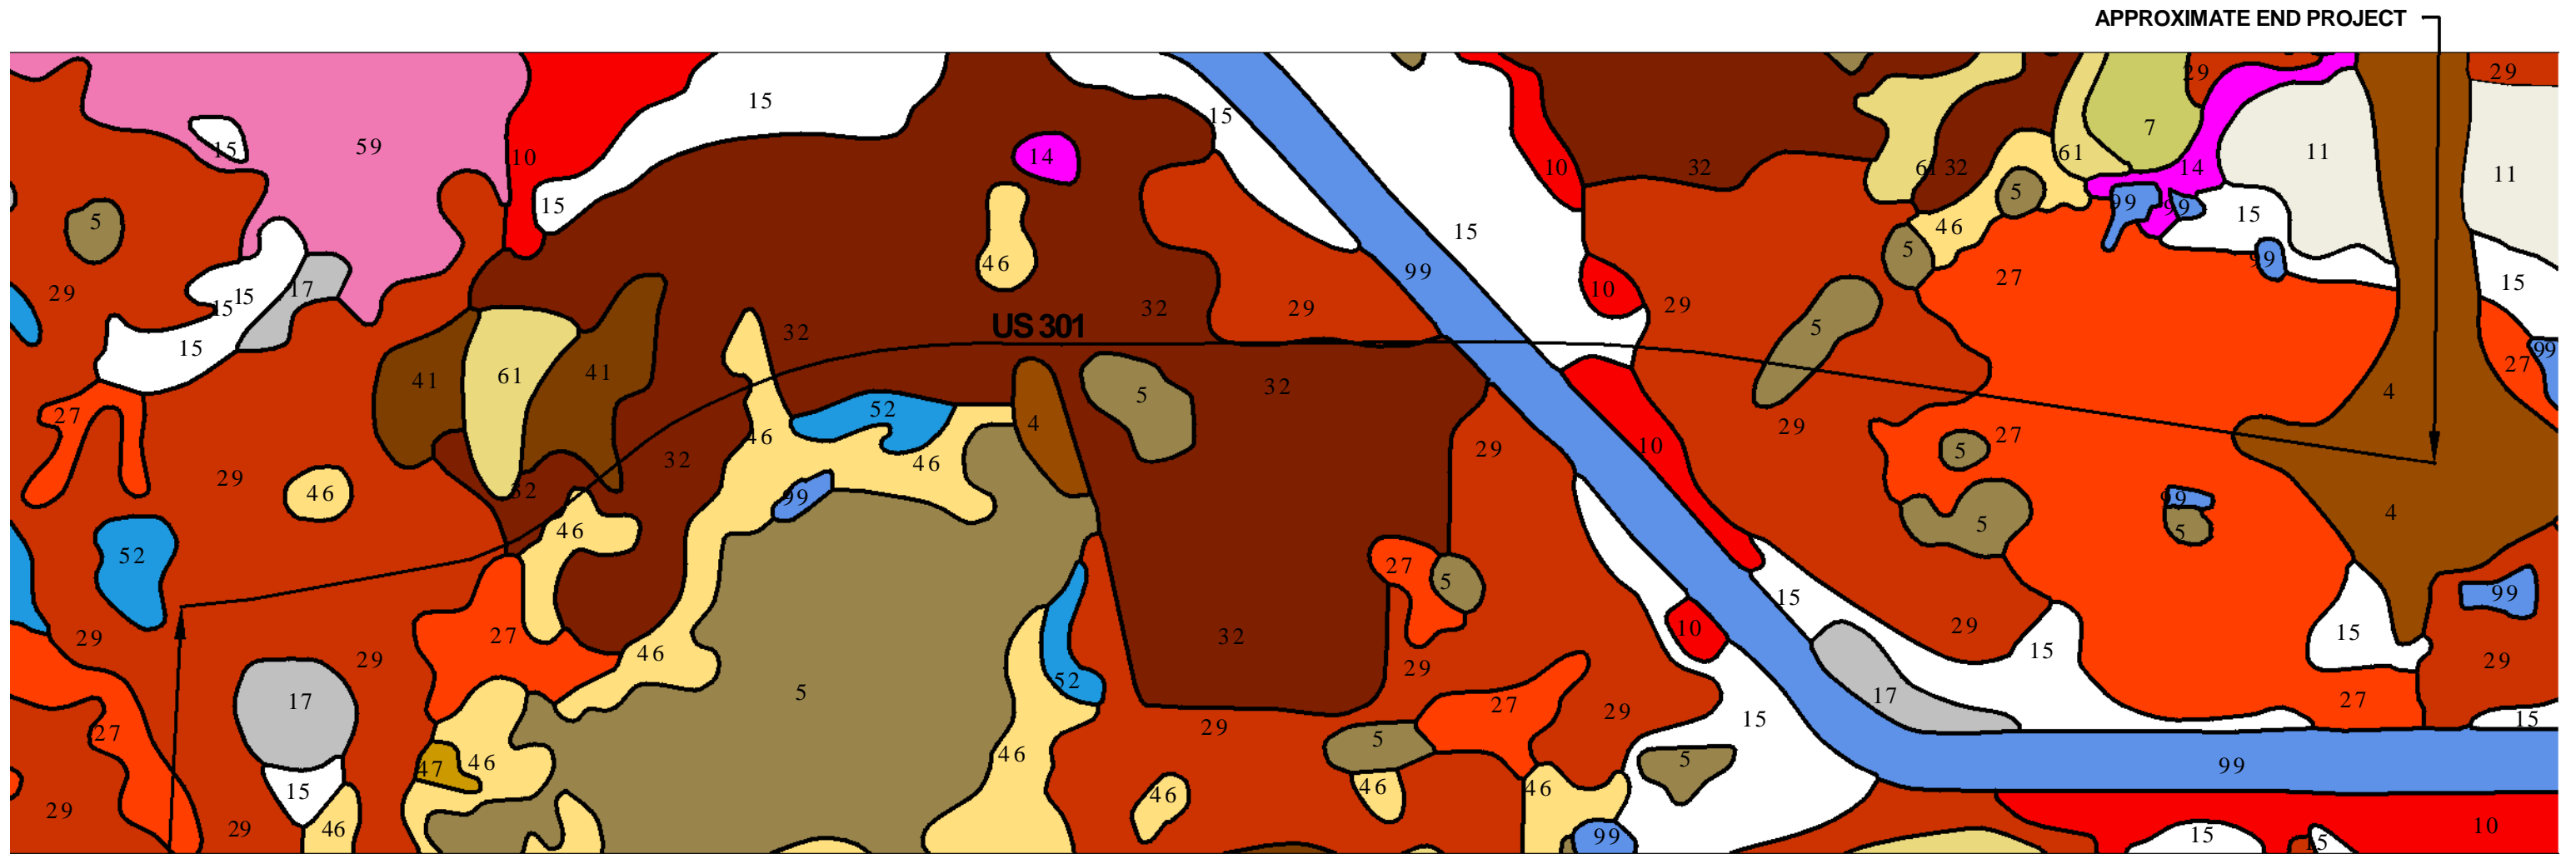 APPROXIMATE END PROJECT
29 29
15
15 7
59 15 14 10 61 11
15 10 32 61 32 14 11
5 15 5 99 99 15
15 46
46 99 5 99
29 15 17 10 27 15
15 32 29 29
15 US 301 32 5 99
41 61 41 32 27
27 52 5 4
46 4 29 27
29 32 46 29 10 5
46 32 99 99
46 5 4
52 27 5 5
29 27 32 10 15 29 15 99
29 46 29 15 29
17 5 52 27 29 15 17 27
27 29 5 15
47 46 46 5 99
15 46 46 46
29 29 46 99 15 15 10